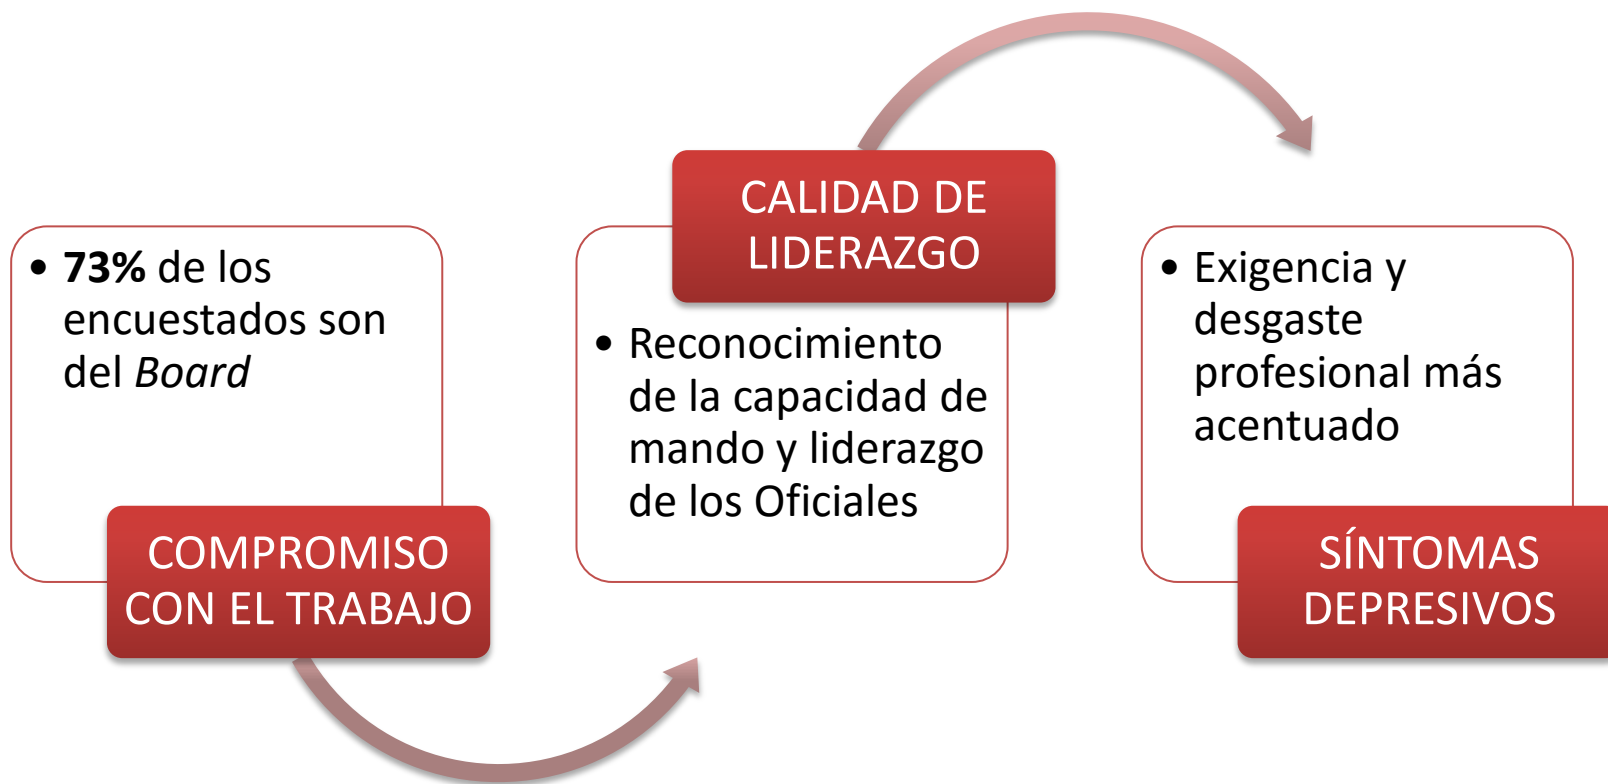 • 73% de los
encuestados son
del Board
COMPROMISO
CON EL TRABAJO
CALIDAD DE
LIDERAZGO
• Reconocimiento
de la capacidad de
mando y liderazgo
de los Oficiales
• Exigencia y
desgaste
profesional más
acentuado
SÍNTOMAS
DEPRESIVOS